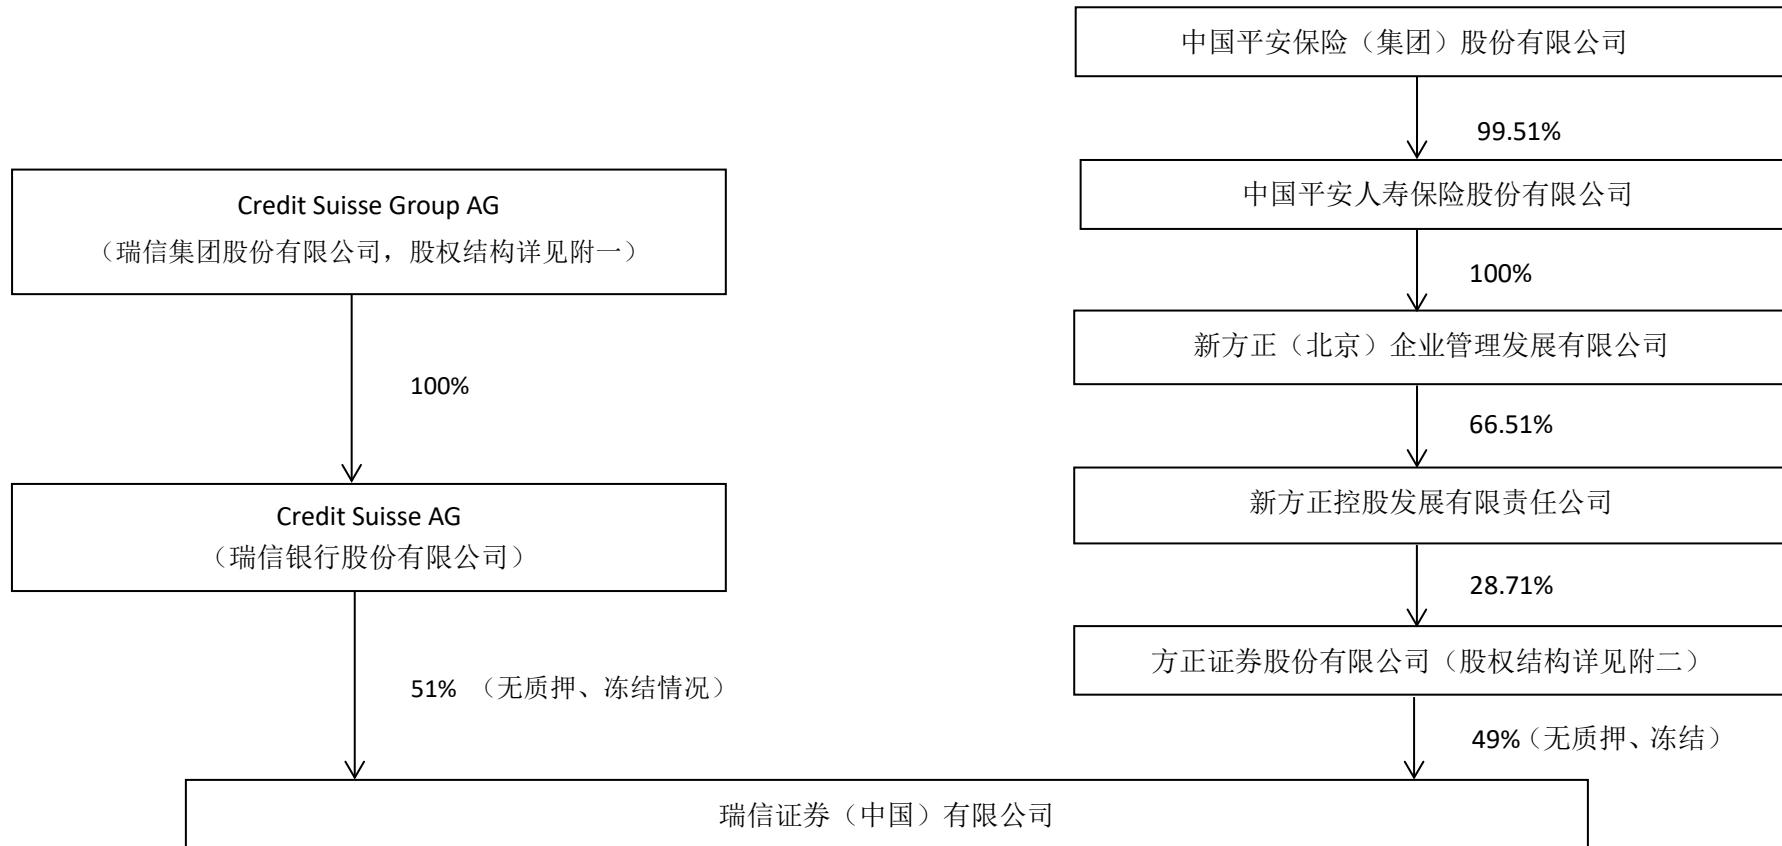 中国平安保险（集团）股份有限公司
99.51%
中国平安人寿保险股份有限公司
100%
新方正（北京）企业管理发展有限公司
66.51%
新方正控股发展有限责任公司
28.71%
方正证券股份有限公司（股权结构详见附二）
49%（无质押、冻结）
Credit Suisse Group AG
（瑞信集团股份有限公司，股权结构详见附一）
100%
Credit Suisse AG
（瑞信银行股份有限公司）
51% （无质押、冻结情况）
瑞信证券（中国）有限公司